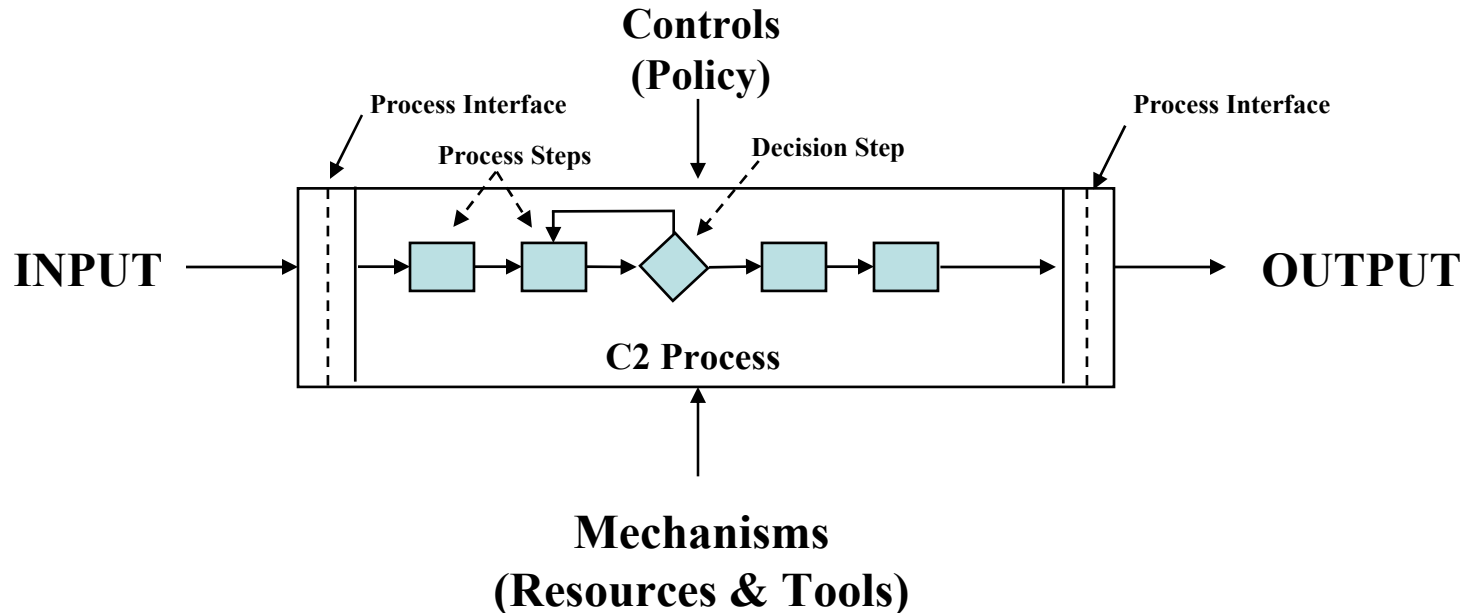 Controls
(Policy)
Process Interface
Process Interface
Process Steps
Decision Step
INPUT
OUTPUT
C2 Process
Mechanisms
(Resources & Tools)